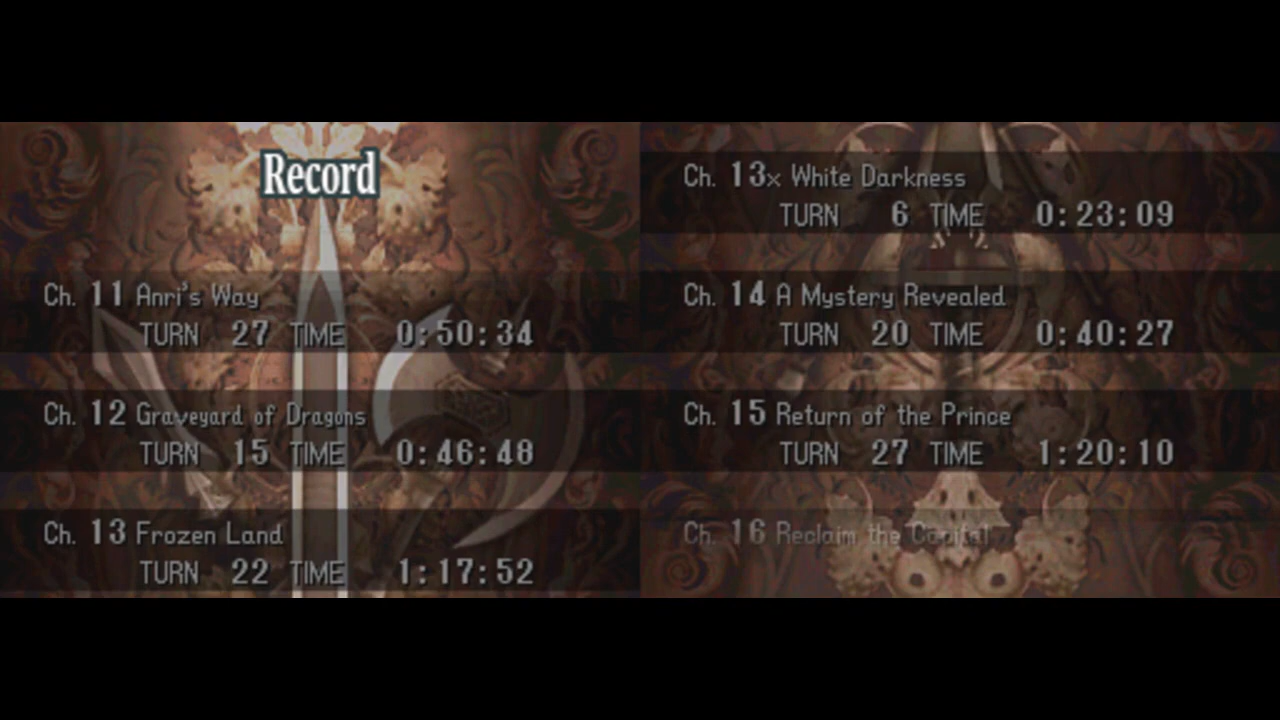 Record
Ch. 11 Anri's Way
TURN 27 TIME 0:50:34
Ch. 12 Graveyard of Dragons
TURN 15 TIME 0:46:48
Ch. 13 Frozen Land
TURN 22 TIME 1:17:52
Ch. 13x White Darkness
TURN 6 TIME 0:23:09
Ch. 14 A Mystery Revealed
TURN 20 TIME 0:40:27
Ch. 15 Return of the Prince
TURN 27 TIME 1:20:10
Ch. 16 Reclaim the Capital